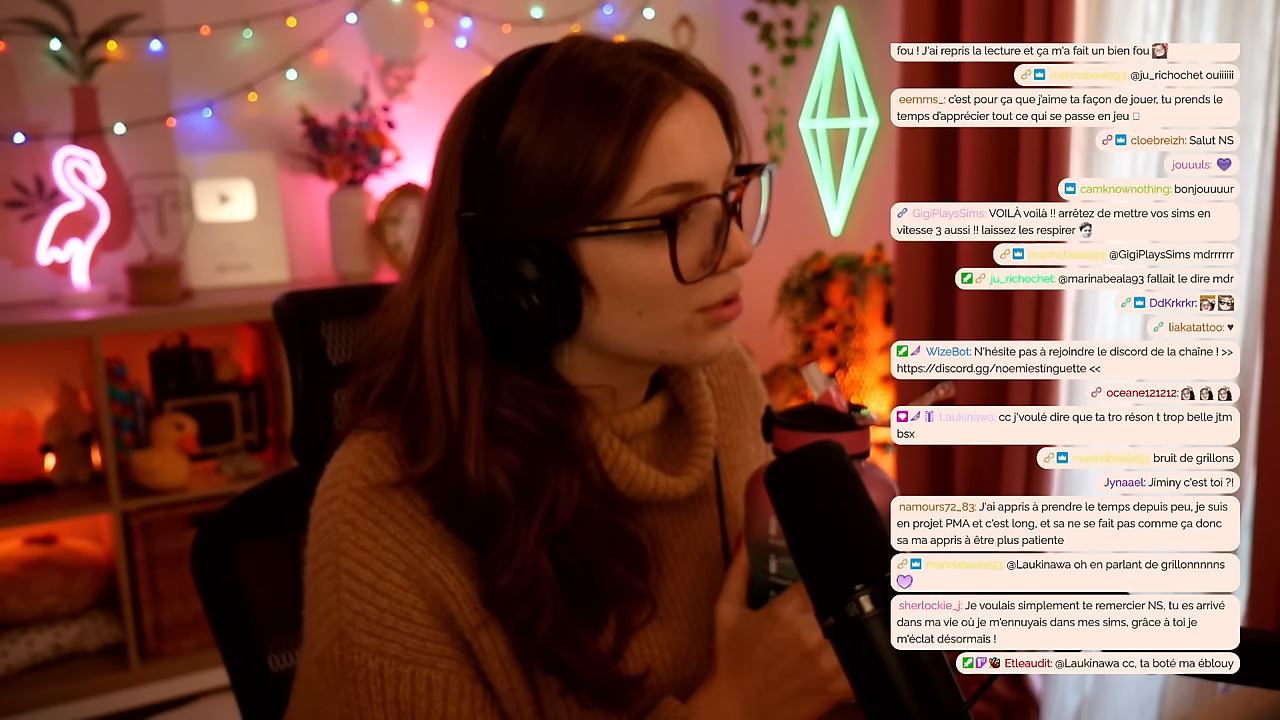 fou ! J'ai repris la lecture et ça m'a fait un bien fou
marinabeala93: @ju_richochet ouiiiiii
eemms_: c'est pour ça que j'aime ta façon de jouer, tu prends le
temps d'apprécier tout ce qui se passe en jeu
cloebreizh: Salut NS
jouuuls: 💜
camknownothing: bonjouuuur
GigiPlaysSims: VOILÀ voilà !! arrêtez de mettre vos sims en
vitesse 3 aussi !! laissez les respirer
marinabeala93: @GigiPlaysSims mdrrrrrr
ju_richochet: @marinabeala93 fallait le dire mdr
DdKrkrkr:
liakatattoo: ♥
WizeBot: N'hésite pas à rejoindre le discord de la chaîne ! >>
https://discord.gg/noemiestinguette <<
oceane121212:
Laukinawa: cc j'voulé dire que ta tro réson t trop belle jtm
bsx
marinabeala93: bruit de grillons
Jynaael: Jiminy c'est toi ?!
namours72_83: J'ai appris à prendre le temps depuis peu, je suis
en projet PMA et c'est long, et sa ne se fait pas comme ça donc
sa ma appris à être plus patiente
marinabeala93: @Laukinawa oh en parlant de grillonnnnns
💜
sherlockie_j: Je voulais simplement te remercier NS, tu es arrivé
dans ma vie où je m'ennuyais dans mes sims, grâce à toi je
m'éclat désormais !
Etleaudit: @Laukinawa cc, ta boté ma éblouy